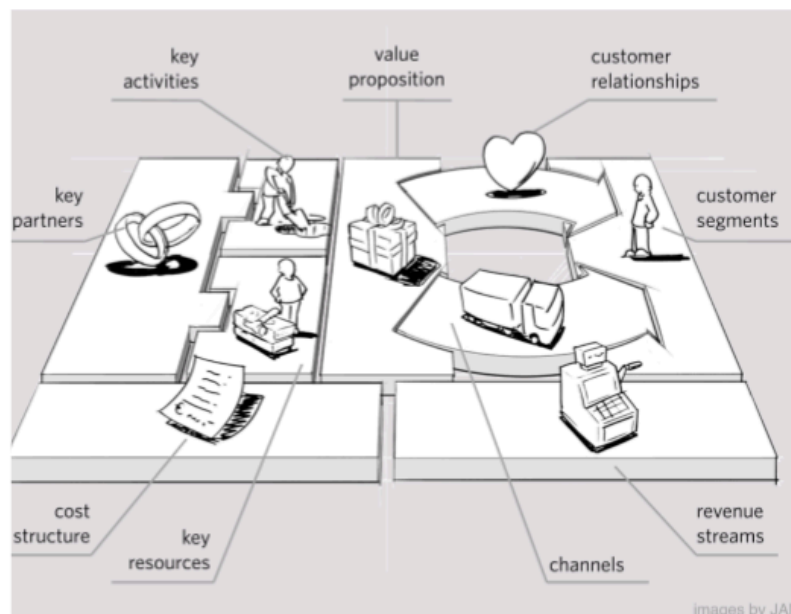 key
activities
value
proposition
customer
relationships
key
partners
customer
segments
cost
structure
key
resources
channels
revenue
streams
images by JA